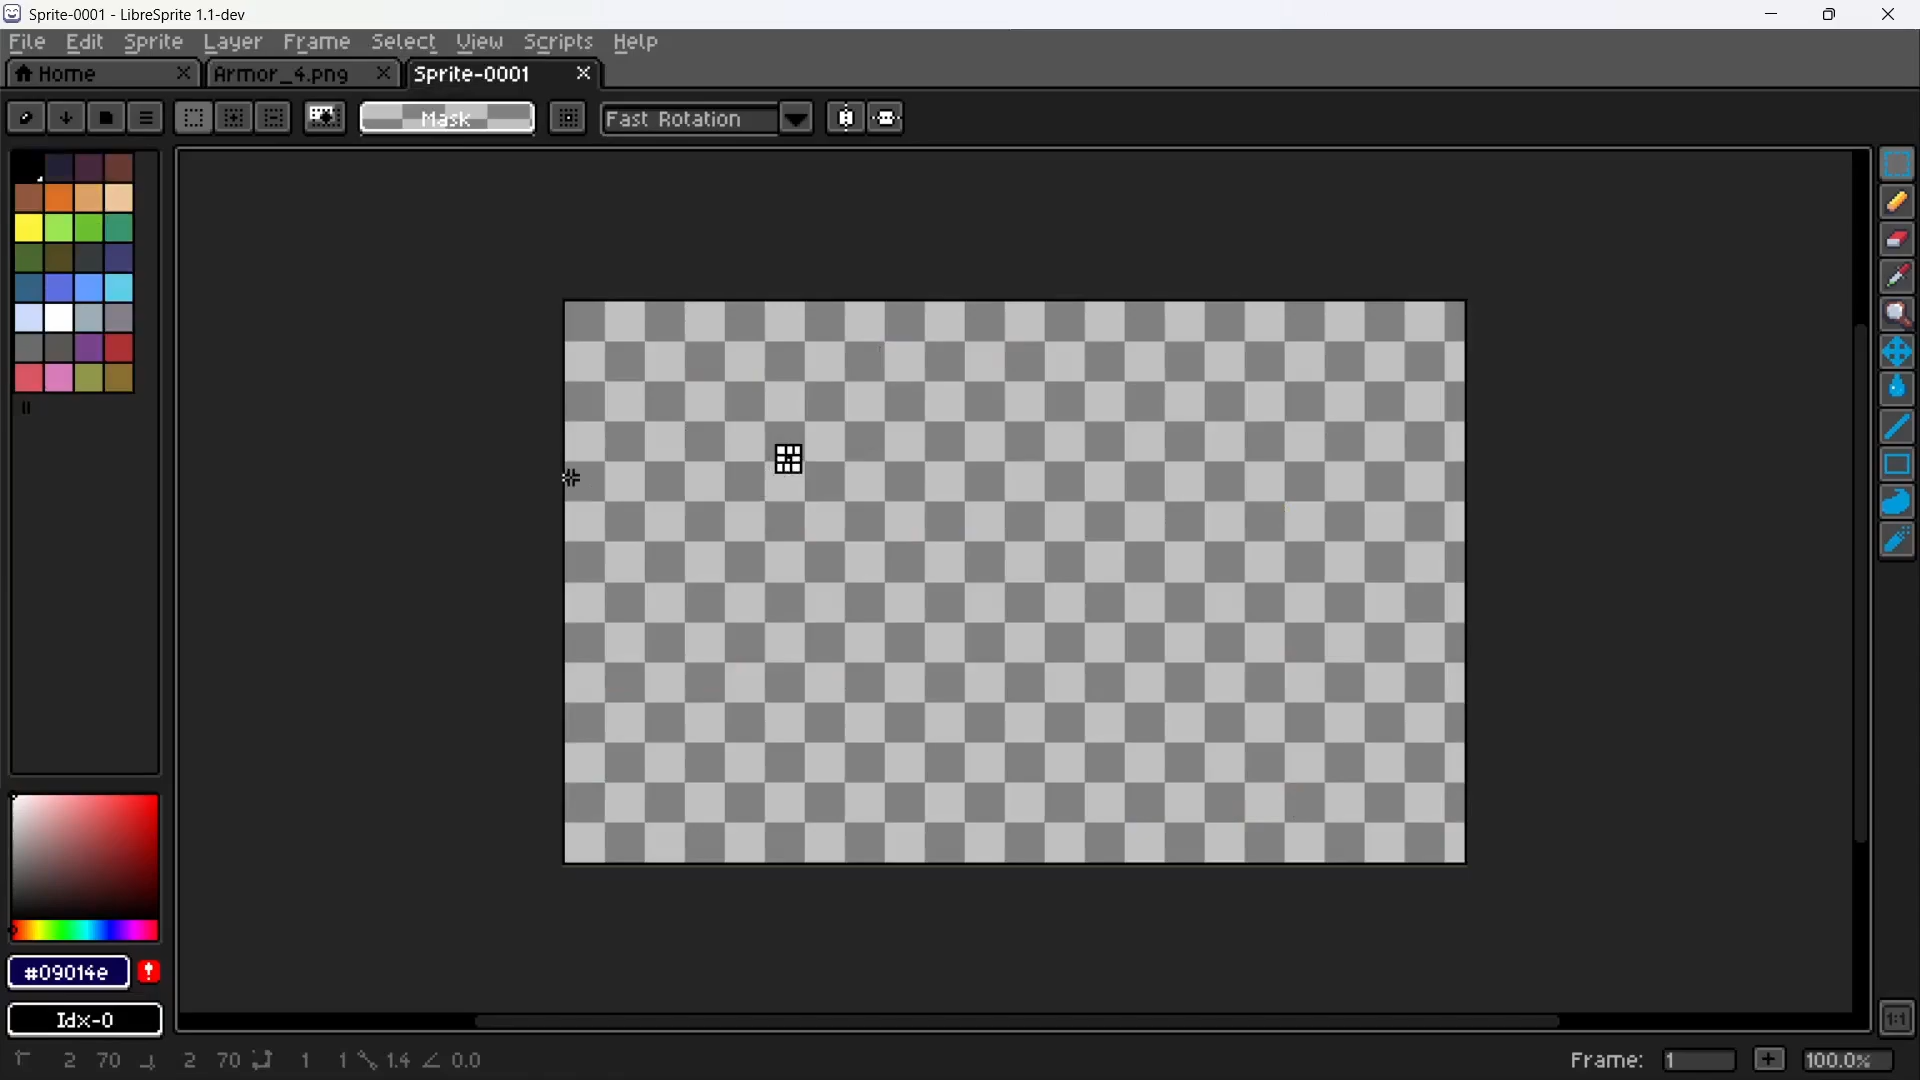 Sprite-0001 - LibreSprite 1.1-dev
File Edit Sprite Layer Frame Select View Scripts Help
Home Armor_4.png Sprite-0001
Mask Fast Rotation
#09014e
Idx-0
2 70 2 70 1 1 1.4 0.0 Frame: 1 + 100.0%
1:1